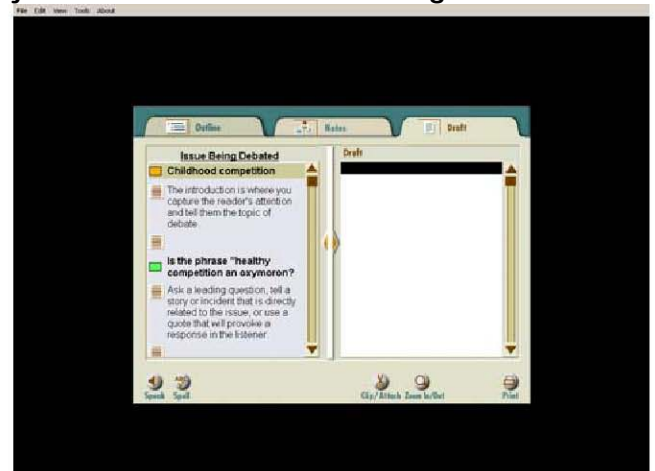 File Edit View Tools About
Outline
Notes
Draft
Issue Being Debated
Childhood competition
The introduction is where you
capture the reader's attention
and tell them the topic of
debate.
Is the phrase "healthy
competition an oxymoron?
Ask a leading question, tell a
story or incident that is directly
related to the issue, or use a
quote that will provoke a
response in the listener.
Draft
Speak Spell
Clip/Attach Zoom In/Out
Print